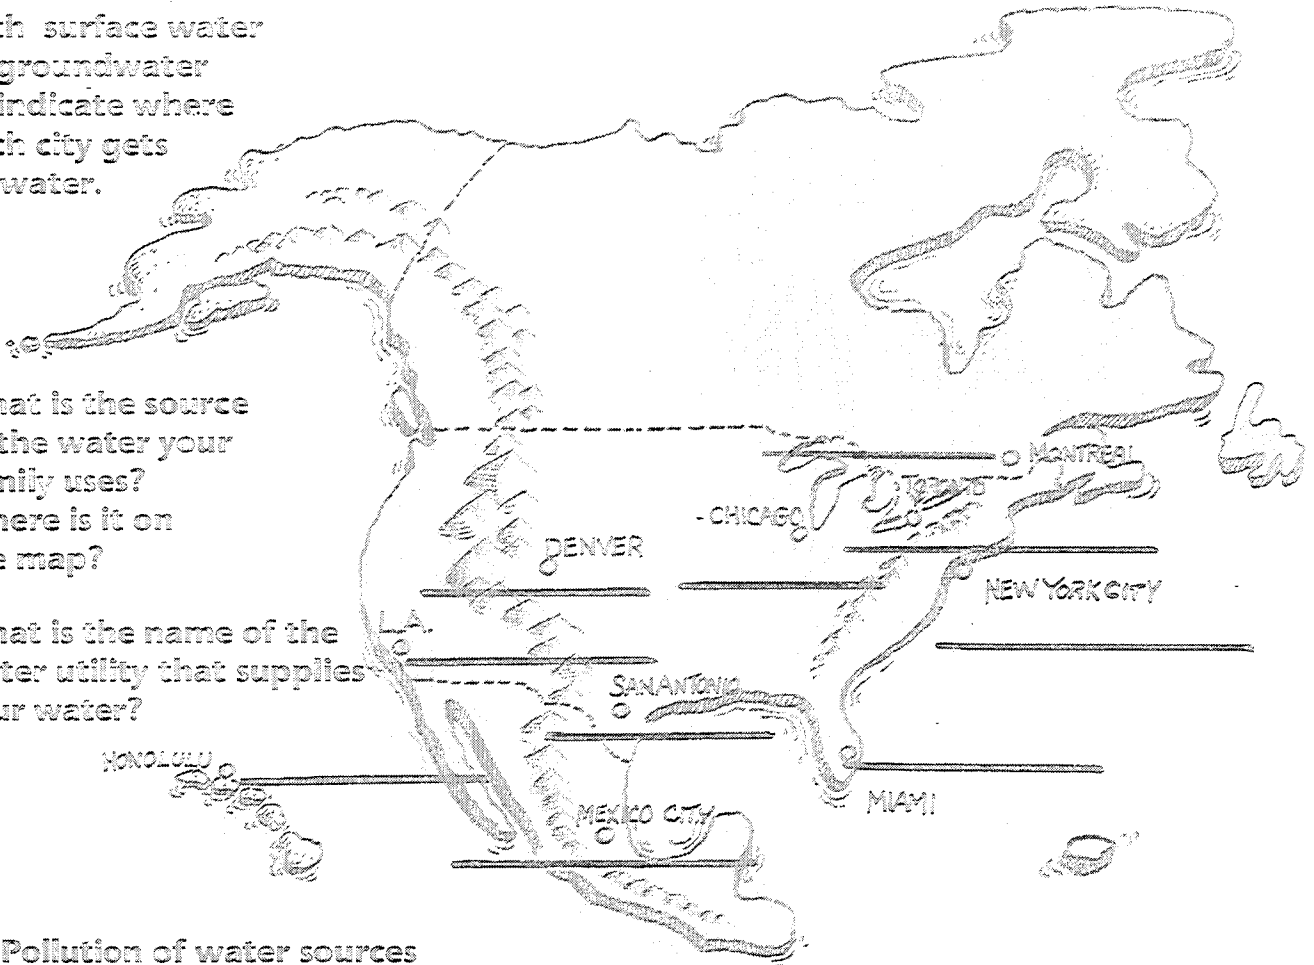 th surface water
groundwater
indicate where
ch city gets
water.
hat is the source
the water your
mily uses?
here is it on
e map?
hat is the name of the
ter utility that supplies
ur water?
MONTREAL
TORONTO
CHICAGO
DENVER
NEW YORK CITY
L.A.
SAN ANTONIO
HONOLULU
MEXICO CITY
MIAMI
Pollution of water sources